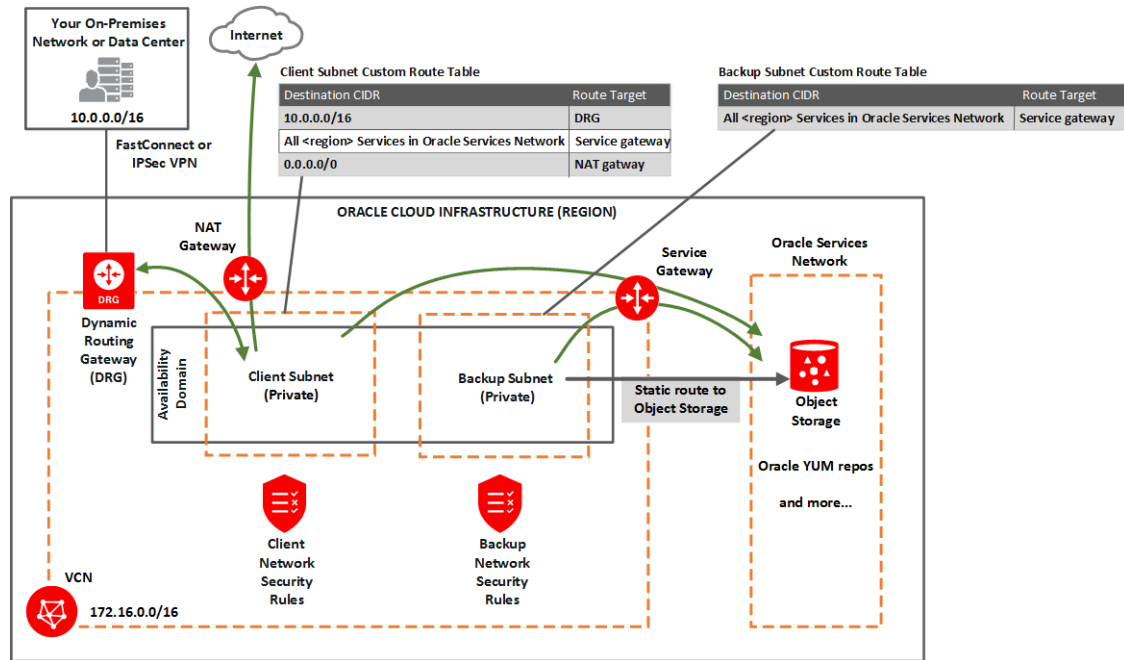 Your On-Premises
Network or Data Center
10.0.0.0/16
Internet
FastConnect or
IPSec VPN
Client Subnet Custom Route Table
Destination CIDR Route Target
10.0.0.0/16 DRG
All <region> Services in Oracle Services Network Service gateway
0.0.0.0/0 NAT gatway
Backup Subnet Custom Route Table
Destination CIDR Route Target
All <region> Services in Oracle Services Network Service gateway
ORACLE CLOUD INFRASTRUCTURE (REGION)
NAT
Gateway
Service
Gateway
Oracle Services
Network
DRG
Dynamic
Routing
Gateway
(DRG)
Availability
Domain
Client Subnet
(Private)
Backup Subnet
(Private)
Static route to
Object Storage
Object
Storage
Oracle YUM repos
and more...
Client
Network
Security
Rules
Backup
Network
Security
Rules
VCN
172.16.0.0/16